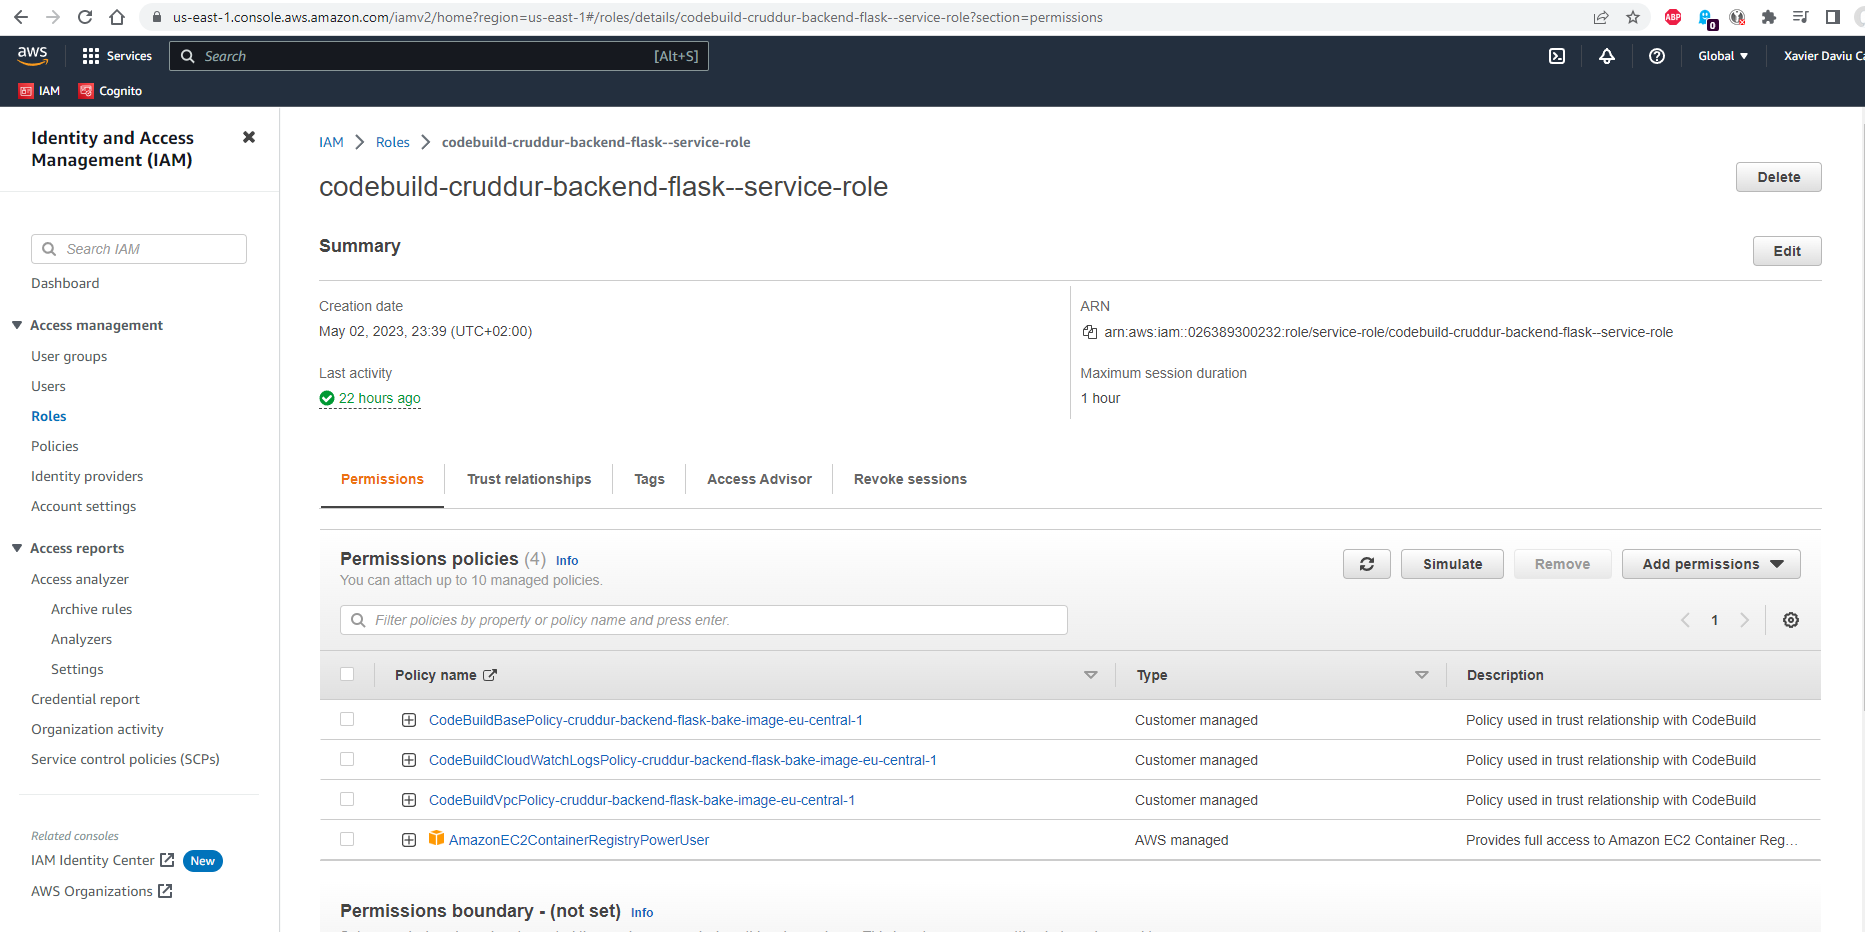 us-east-1.console.aws.amazon.com/iamv2/home?region=us-east-1#/roles/details/codebuild-cruddur-backend-flask--service-role?section=permissions
ABP
0
aws
Services
Search
[Alt+S]
Global
Xavier Daviu Ca
IAM
Cognito
Identity and Access Management (IAM)
Search IAM
Dashboard
Access management
User groups
Users
Roles
Policies
Identity providers
Account settings
Access reports
Access analyzer
Archive rules
Analyzers
Settings
Credential report
Organization activity
Service control policies (SCPs)
Related consoles
IAM Identity Center New
AWS Organizations
IAM > Roles > codebuild-cruddur-backend-flask--service-role
codebuild-cruddur-backend-flask--service-role
Delete
Summary
Edit
Creation date
May 02, 2023, 23:39 (UTC+02:00)
ARN
arn:aws:iam::026389300232:role/service-role/codebuild-cruddur-backend-flask--service-role
Last activity
22 hours ago
Maximum session duration
1 hour
Permissions
Trust relationships
Tags
Access Advisor
Revoke sessions
Permissions policies (4) Info
You can attach up to 10 managed policies.
Simulate
Remove
Add permissions
Filter policies by property or policy name and press enter.
1
Policy name
Type
Description
CodeBuildBasePolicy-cruddur-backend-flask-bake-image-eu-central-1
Customer managed
Policy used in trust relationship with CodeBuild
CodeBuildCloudWatchLogsPolicy-cruddur-backend-flask-bake-image-eu-central-1
Customer managed
Policy used in trust relationship with CodeBuild
CodeBuildVpcPolicy-cruddur-backend-flask-bake-image-eu-central-1
Customer managed
Policy used in trust relationship with CodeBuild
AmazonEC2ContainerRegistryPowerUser
AWS managed
Provides full access to Amazon EC2 Container Reg…
Permissions boundary - (not set) Info